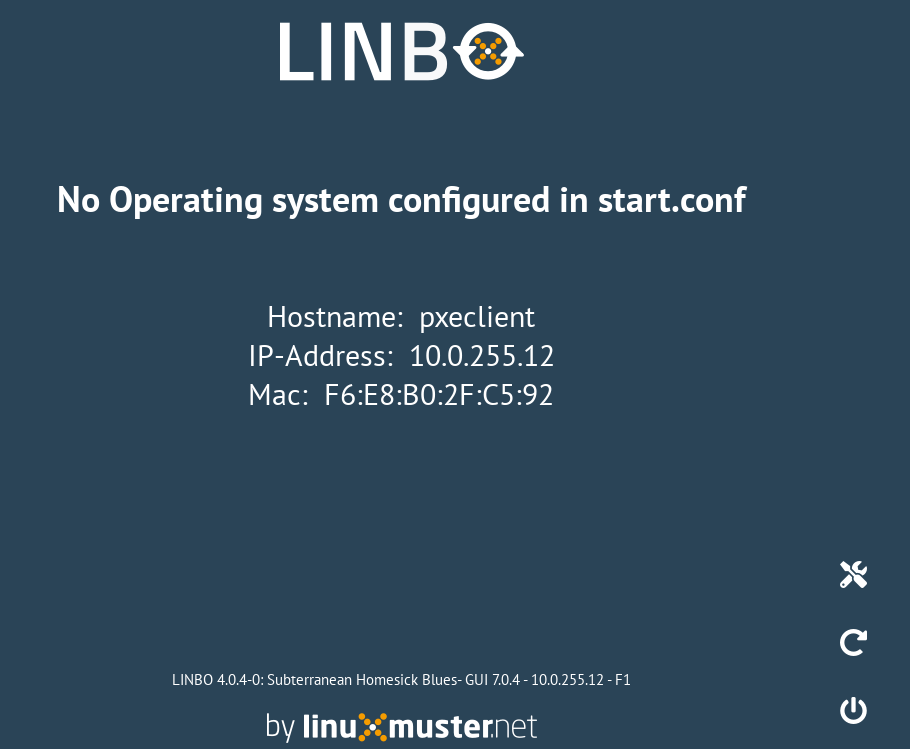 LINBO
No Operating system configured in start.conf
Hostname: pxeclient
IP-Address: 10.0.255.12
Mac: F6:E8:B0:2F:C5:92
LINBO 4.0.4-0: Subterranean Homesick Blues- GUI 7.0.4 - 10.0.255.12 - F1
by linuxmuster.net